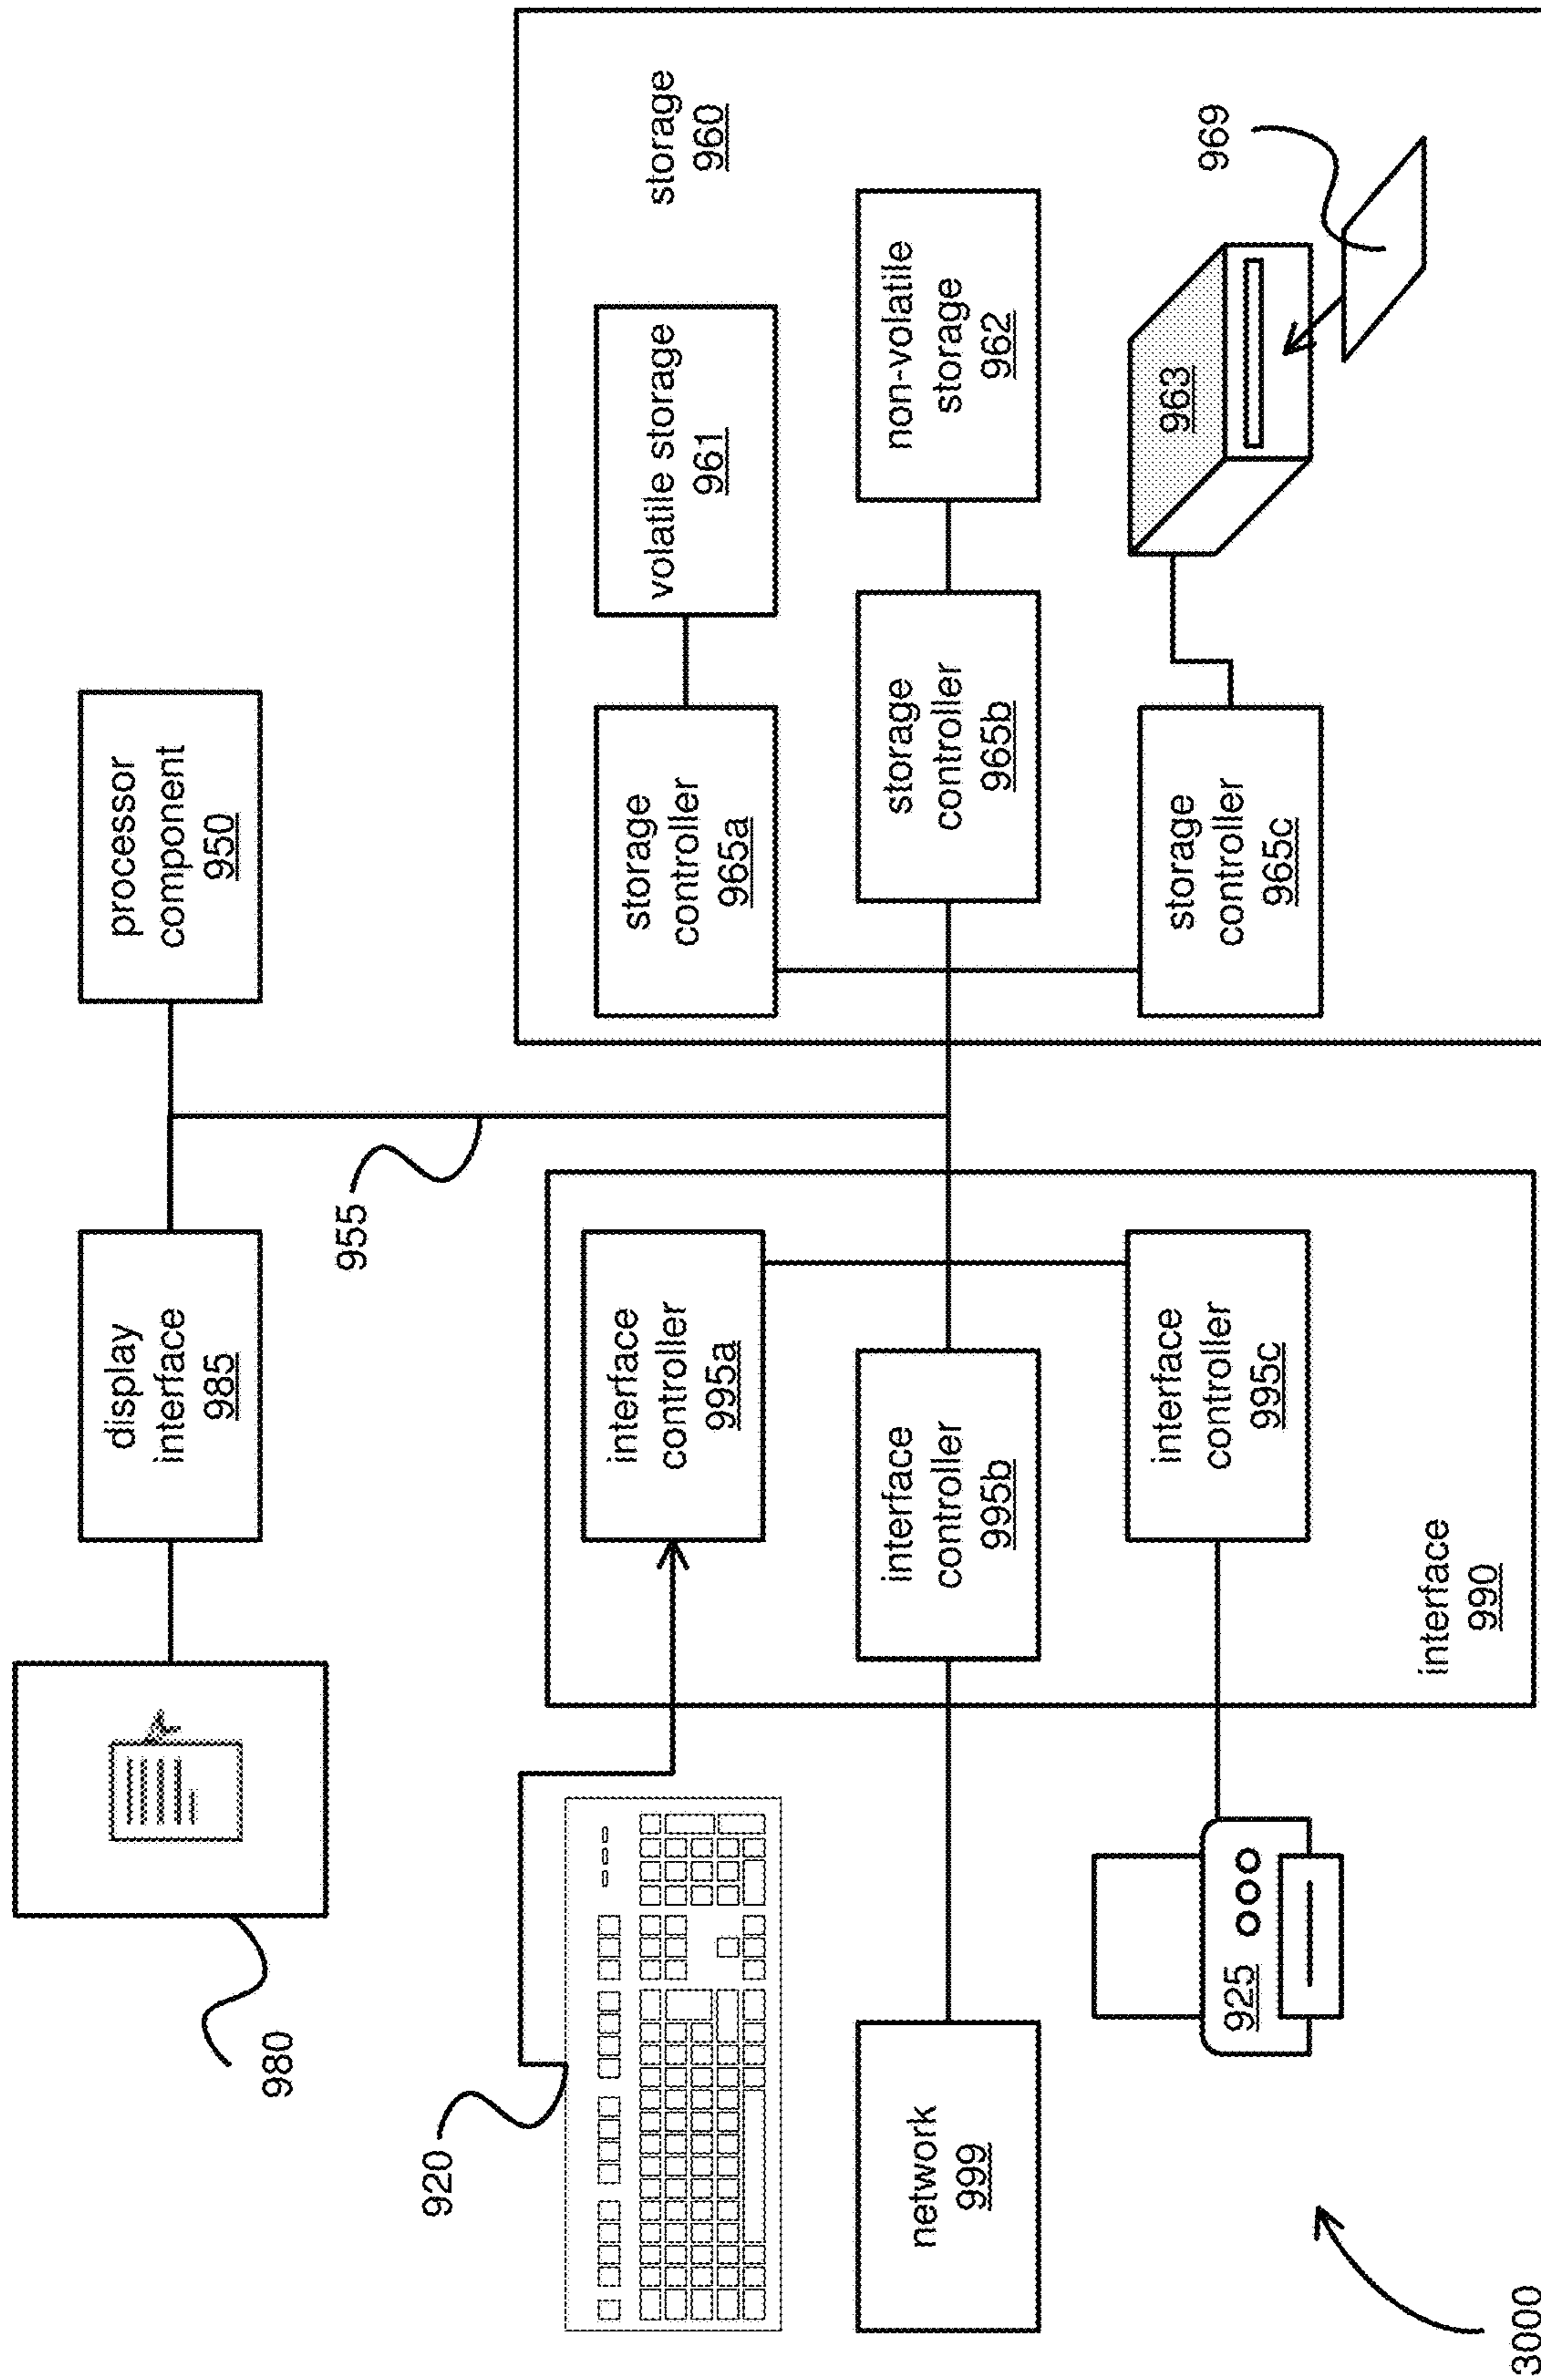 980
display
interface
985
processor
component
950
955
920
interface
controller
995a
storage
controller
965a
volatile storage
961
storage
960
network
999
interface
controller
995b
storage
controller
965b
non-volatile
storage
962
925
interface
controller
995c
storage
controller
965c
963
969
interface
990
3000